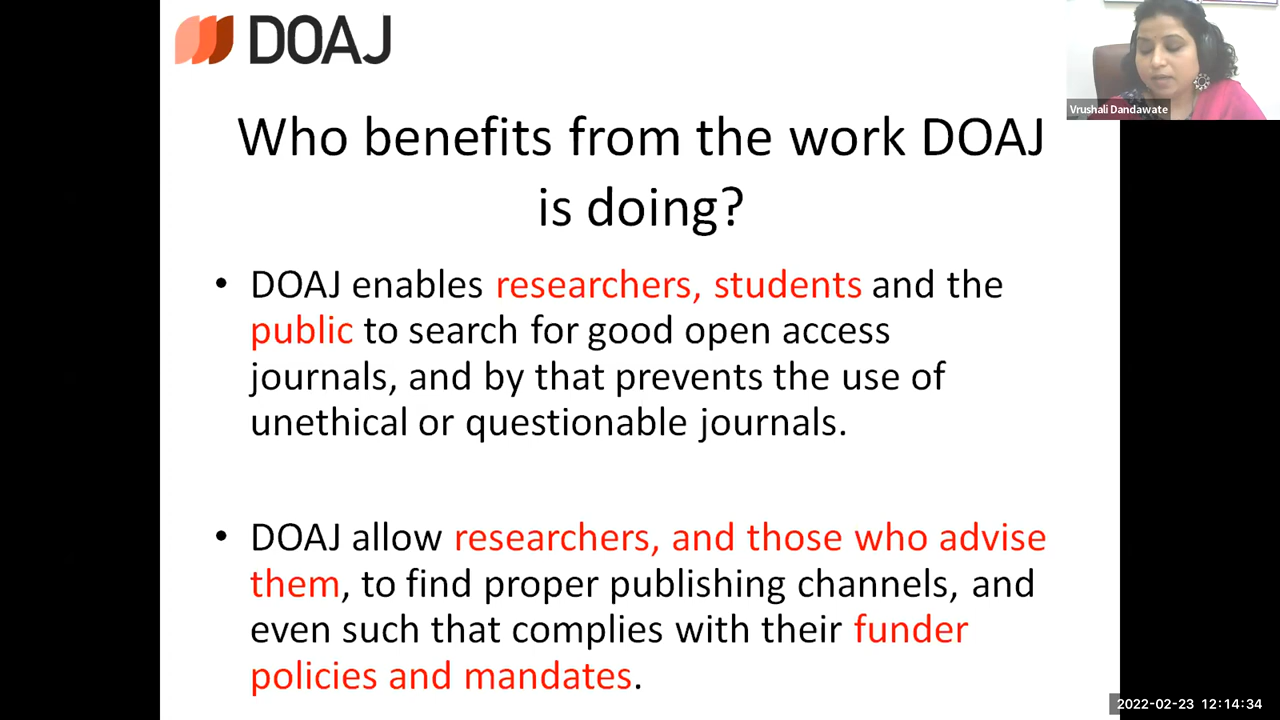 DOAJ
Vrushali Dandawate
Who benefits from the work DOAJ
is doing?
• DOAJ enables researchers, students and the
public to search for good open access
journals, and by that prevents the use of
unethical or questionable journals.
• DOAJ allow researchers, and those who advise
them, to find proper publishing channels, and
even such that complies with their funder
policies and mandates.
2022-02-23 12:14:34